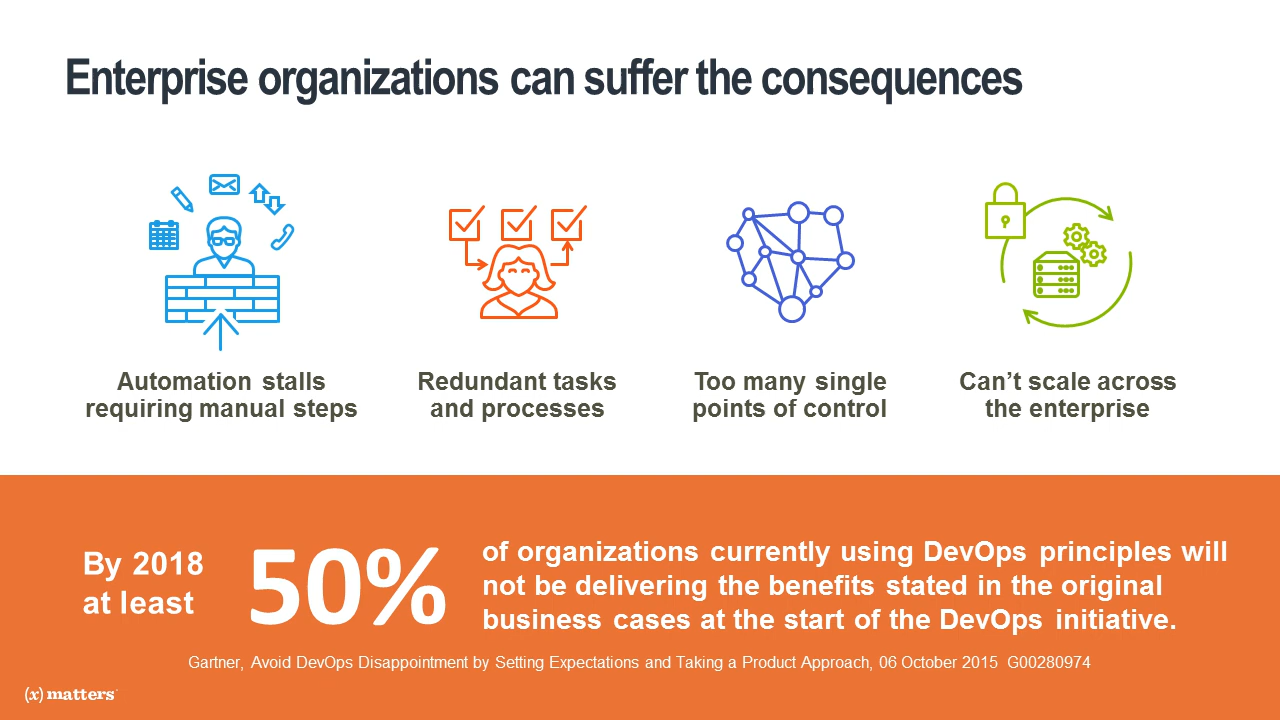 Enterprise organizations can suffer the consequences
Automation stalls
requiring manual steps
Redundant tasks
and processes
Too many single
points of control
Can’t scale across
the enterprise
By 2018
at least
50%
of organizations currently using DevOps principles will
not be delivering the benefits stated in the original
business cases at the start of the DevOps initiative.
Gartner, Avoid DevOps Disappointment by Setting Expectations and Taking a Product Approach, 06 October 2015 G00280974
(x) matters